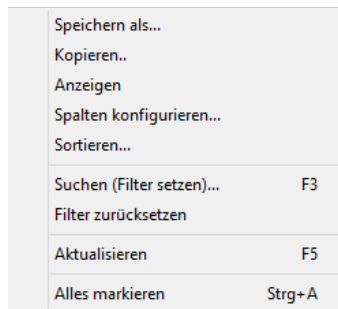 Speichern als...
Kopieren..
Anzeigen
Spalten konfigurieren...
Sortieren...
Suchen (Filter setzen)... F3
Filter zurücksetzen
Aktualisieren F5
Alles markieren Strg+A